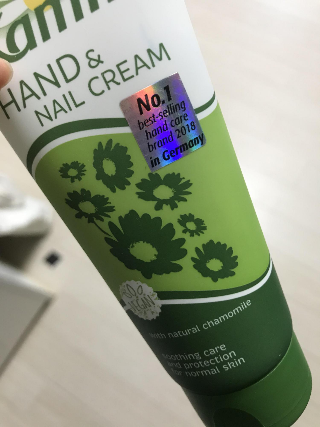 HAND &
NAIL CREAM
No.1
best-selling
hand care
brand 2018
in Germany
with natural chamomile
soothing care
and protection
for normal skin